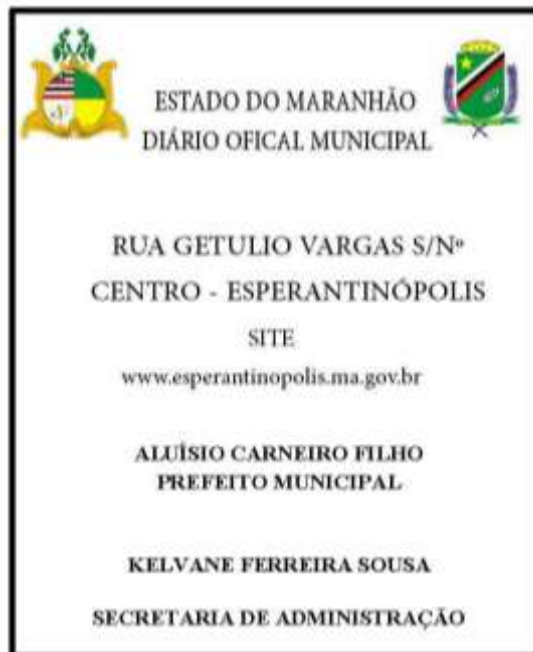 ESTADO DO MARANHÃO
DIÁRIO OFICAL MUNICIPAL
RUA GETULIO VARGAS S/Nº
CENTRO - ESPERANTINÓPOLIS
SITE
www.esperantinopolis.ma.gov.br
ALUÍSIO CARNEIRO FILHO
PREFEITO MUNICIPAL
KELVANE FERREIRA SOUSA
SECRETARIA DE ADMINISTRAÇÃO